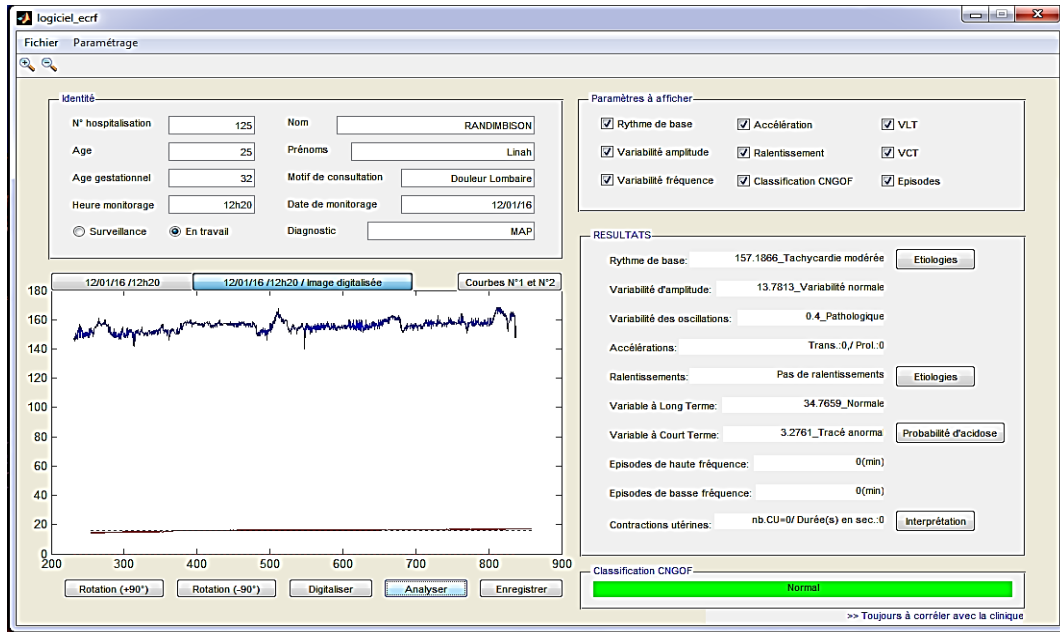 logiciel_ecrf
Fichier Paramétrage
Identité
N° hospitalisation 125 Nom RANDIMBISON
Age 25 Prénoms Linah
Age gestationnel 32 Motif de consultation Douleur Lombaire
Heure monitorage 12h20 Date de monitorage 12/01/16
Surveillance En travail Diagnostic MAP
Paramètres à afficher
Rythme de base Accélération VLT
Variabilité amplitude Ralentissement VCT
Variabilité fréquence Classification CNGOF Episodes
12/01/16 /12h20 12/01/16 /12h20 / Image digitalisée Courbes N°1 et N°2
180
160
140
120
100
80
60
40
20
0
200 300 400 500 600 700 800 900
Rotation (+90°) Rotation (-90°) Digitaliser Analyser Enregistrer
RESULTATS
Rythme de base: 157.1866_Tachycardie modérée Etiologies
Variabilité d'amplitude: 13.7813_Variabilité normale
Variabilité des oscillations: 0.4_Pathologique
Accélérations: Trans.:0,/ Prol.:0
Ralentissements: Pas de ralentissements Etiologies
Variable à Long Terme: 34.7659_Normale
Variable à Court Terme: 3.2761_Tracé anorma Probabilité d'acidose
Episodes de haute fréquence: 0(min)
Episodes de basse fréquence: 0(min)
Contractions utérines: nb.CU=0/ Durée(s) en sec.:0 Interprétation
Classification CNGOF
Normal
>> Toujours à corréler avec la clinique